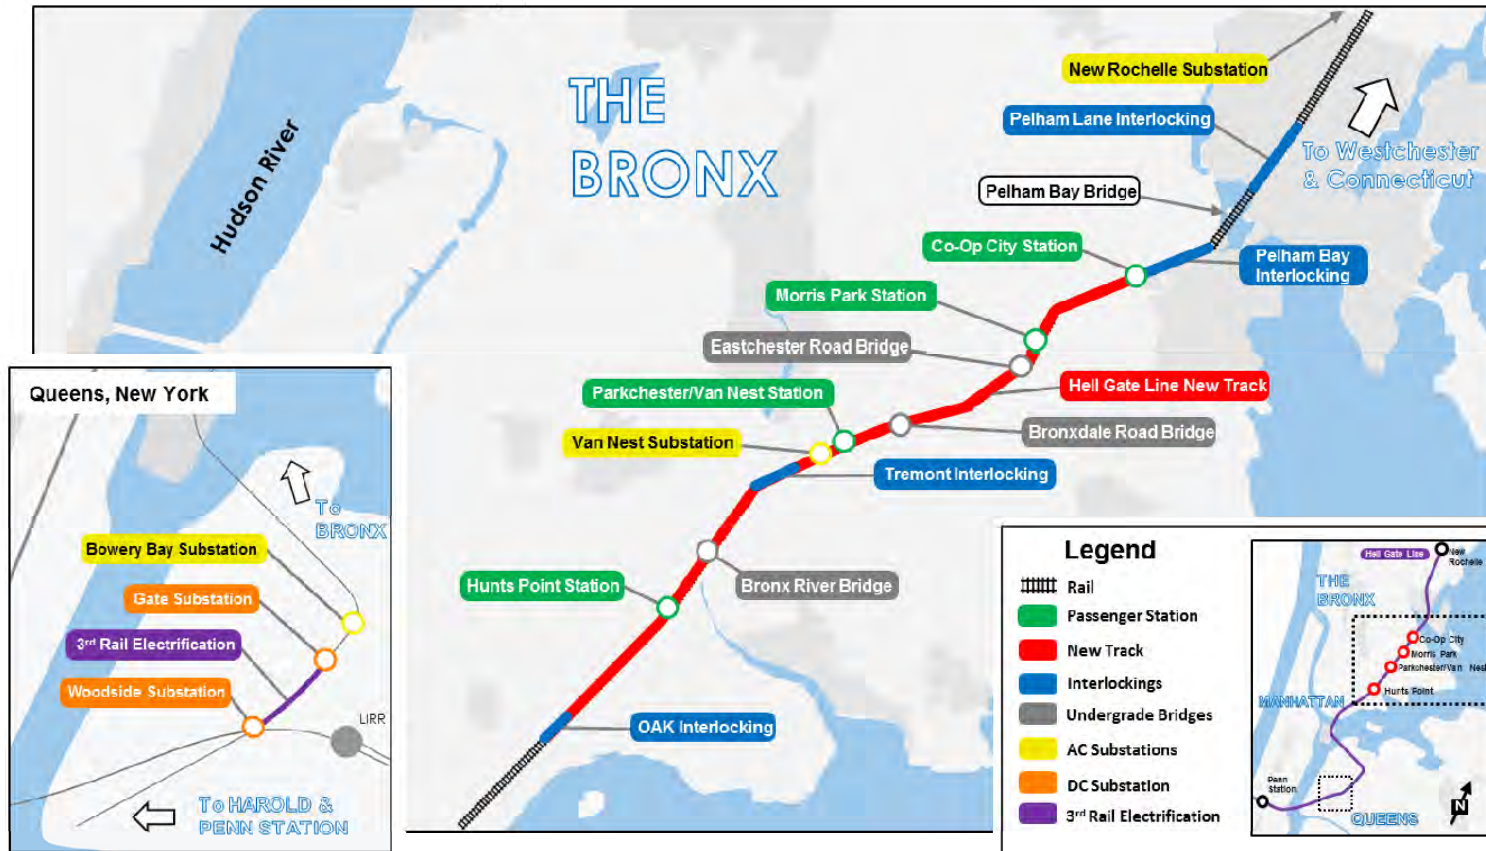 THE
BRONX
Hudson River
New Rochelle Substation
Pelham Lane Interlocking
To Westchester
& Connecticut
Pelham Bay Bridge
Co-Op City Station
Pelham Bay
Interlocking
Morris Park Station
Eastchester Road Bridge
Hell Gate Line New Track
Parkchester/Van Nest Station
Bronxdale Road Bridge
Van Nest Substation
Tremont Interlocking
Hunts Point Station
Bronx River Bridge
OAK Interlocking
Queens, New York
To
BRONX
Bowery Bay Substation
Gate Substation
3rd Rail Electrification
Woodside Substation
LIRR
To HAROLD &
PENN STATION
Legend
Rail
Passenger Station
New Track
Interlockings
Undergrade Bridges
AC Substations
DC Substation
3rd Rail Electrification
Hell Gate Line
New
Rochelle
THE
BRONX
Co-Op City
Morris Park
Parkchester/Van Nest
Hunts Point
MANHATTAN
Penn
Station
QUEENS
N